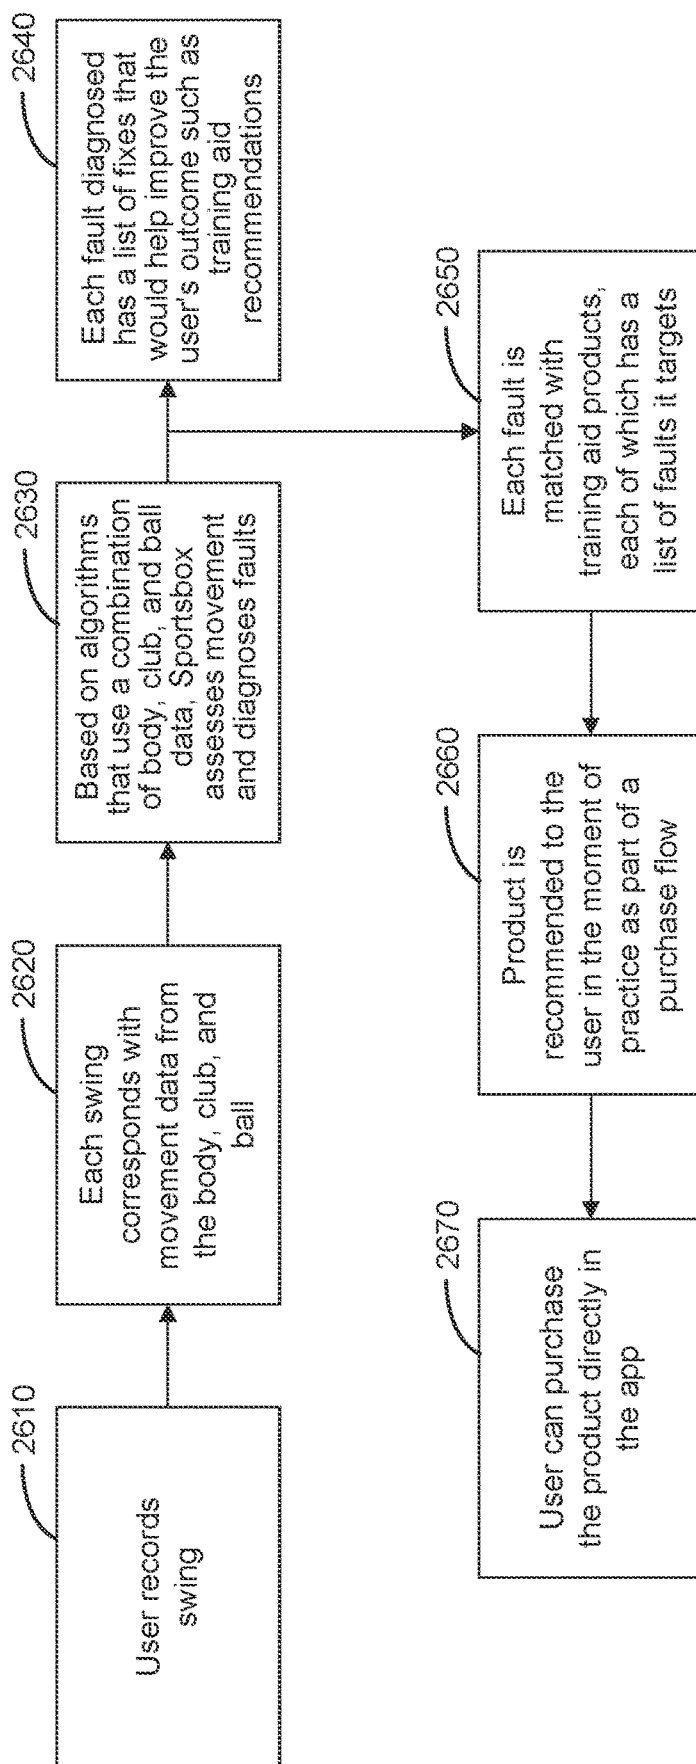 2610
User records
swing
2620
Each swing
corresponds with
movement data from
the body, club, and
ball
2630
Based on algorithms
that use a combination
of body, club, and ball
data, Sportsbox
assesses movement
and diagnoses faults
2640
Each fault diagnosed
has a list of fixes that
would help improve the
user's outcome such as
training aid
recommendations
2650
Each fault is
matched with
training aid products,
each of which has a
list of faults it targets
2660
Product is
recommended to the
user in the moment of
practice as part of a
purchase flow
2670
User can purchase
the product directly in
the app